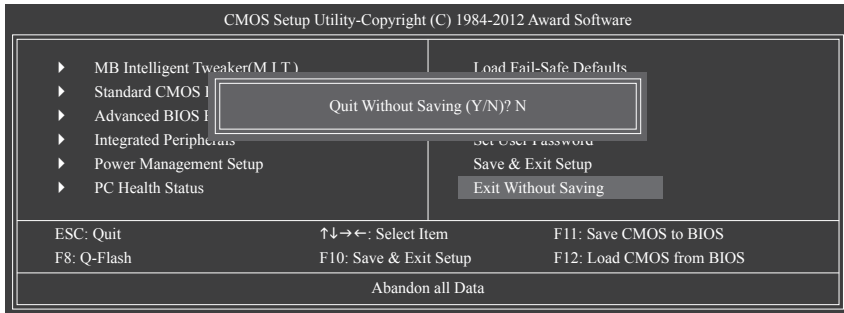 CMOS Setup Utility-Copyright (C) 1984-2012 Award Software
MB Intelligent Tweaker(M.I.T.)
Standard CMOS
Advanced BIOS
Integrated Peripherals
Power Management Setup
PC Health Status
Load Fail-Safe Defaults
Quit Without Saving (Y/N)? N
Set User Password
Save & Exit Setup
Exit Without Saving
ESC: Quit
↑↓→←: Select Item
F11: Save CMOS to BIOS
F8: Q-Flash
F10: Save & Exit Setup
F12: Load CMOS from BIOS
Abandon all Data